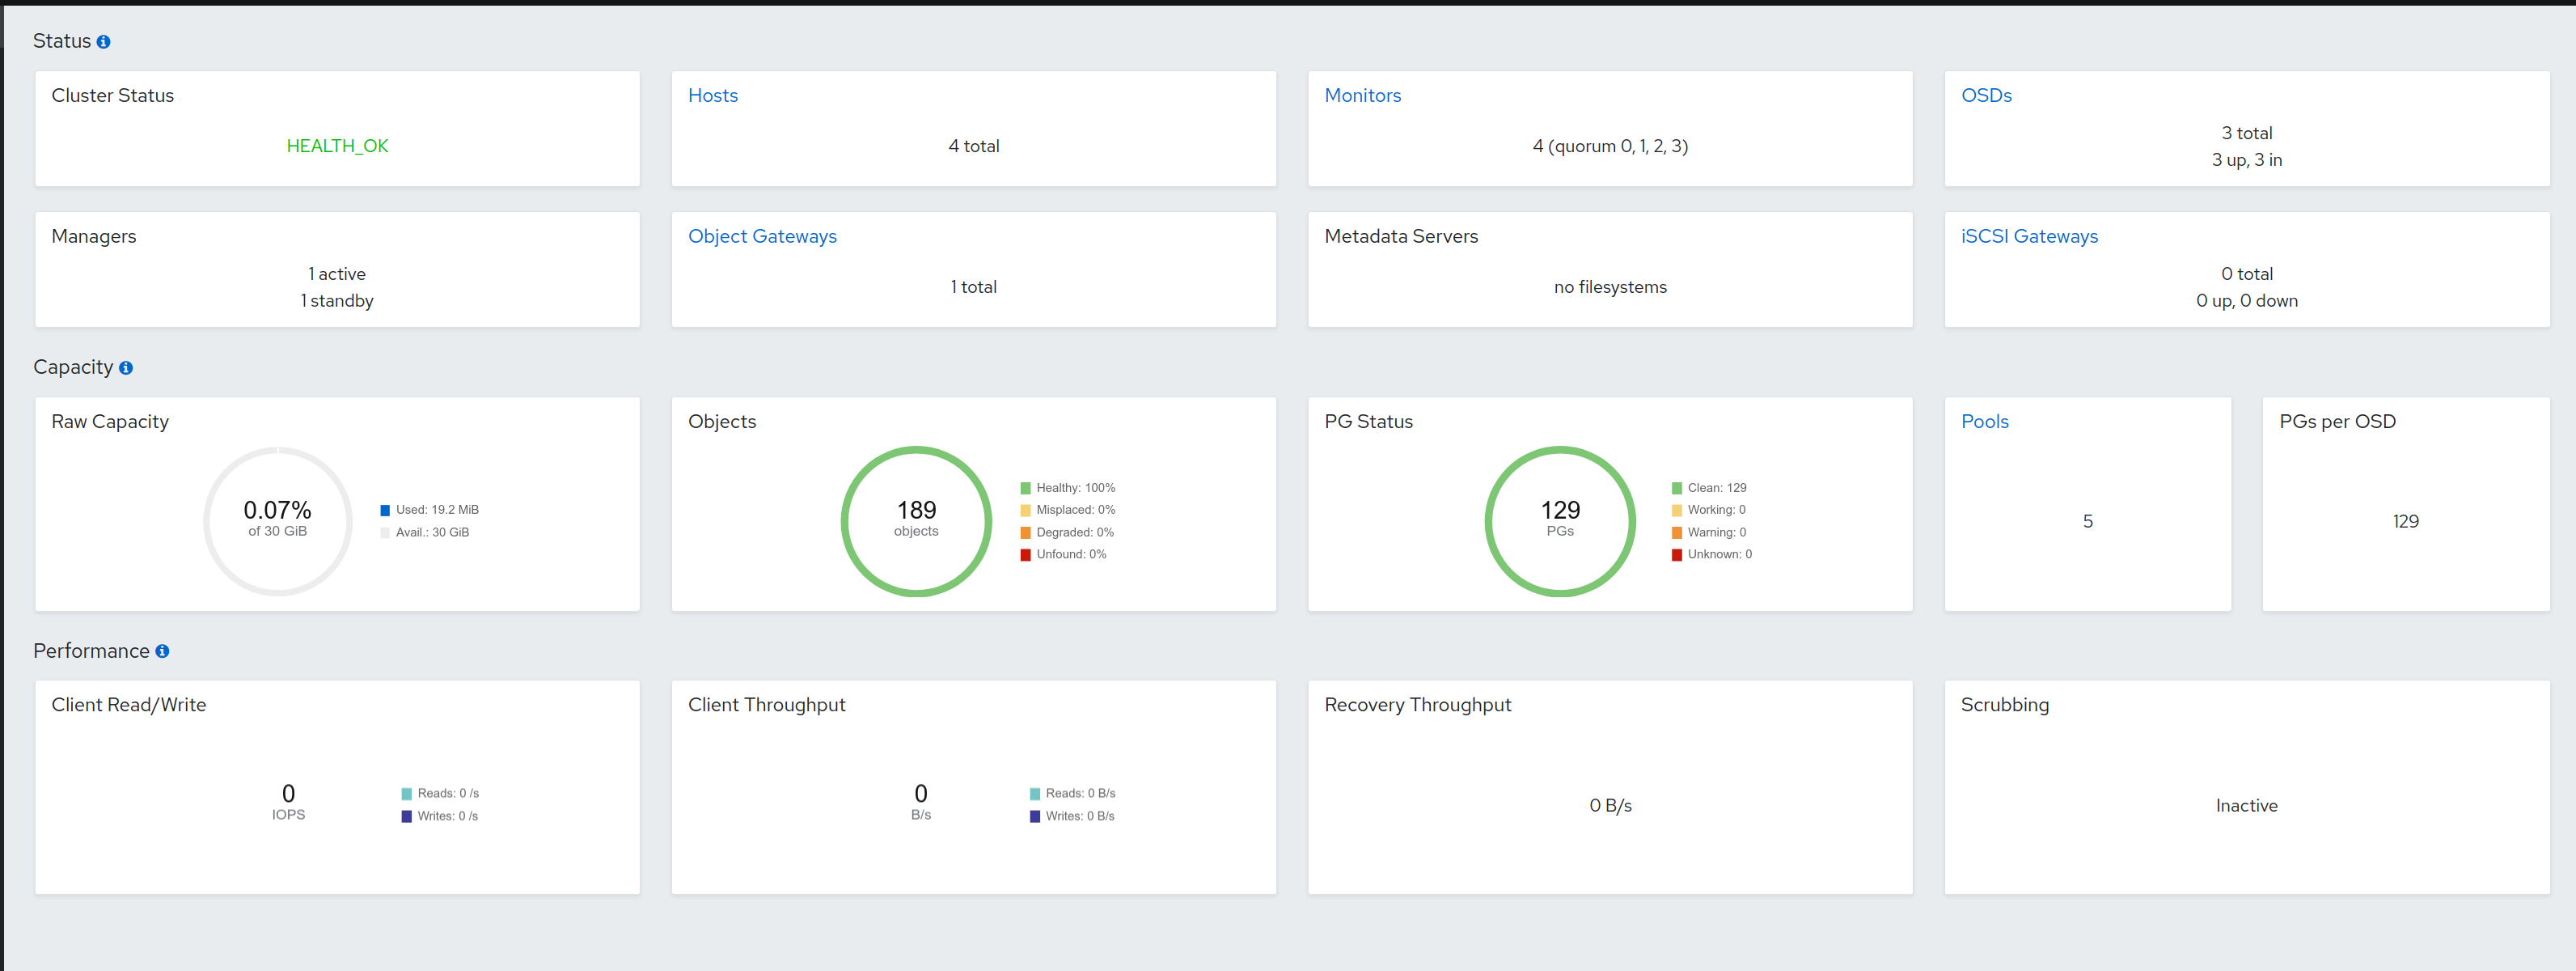 Status
Cluster Status
HEALTH_OK
Hosts
4 total
Monitors
4 (quorum 0, 1, 2, 3)
OSDs
3 total
3 up, 3 in
Managers
1 active
1 standby
Object Gateways
1 total
Metadata Servers
no filesystems
iSCSI Gateways
0 total
0 up, 0 down
Capacity
Raw Capacity
0.07%
of 30 GiB
Used: 19.2 MiB
Avail.: 30 GiB
Objects
189
objects
Healthy: 100%
Misplaced: 0%
Degraded: 0%
Unfound: 0%
PG Status
129
PGs
Clean: 129
Working: 0
Warning: 0
Unknown: 0
Pools
5
PGs per OSD
129
Performance
Client Read/Write
0
IOPS
Reads: 0 /s
Writes: 0 /s
Client Throughput
0
B/s
Reads: 0 B/s
Writes: 0 B/s
Recovery Throughput
0 B/s
Scrubbing
Inactive